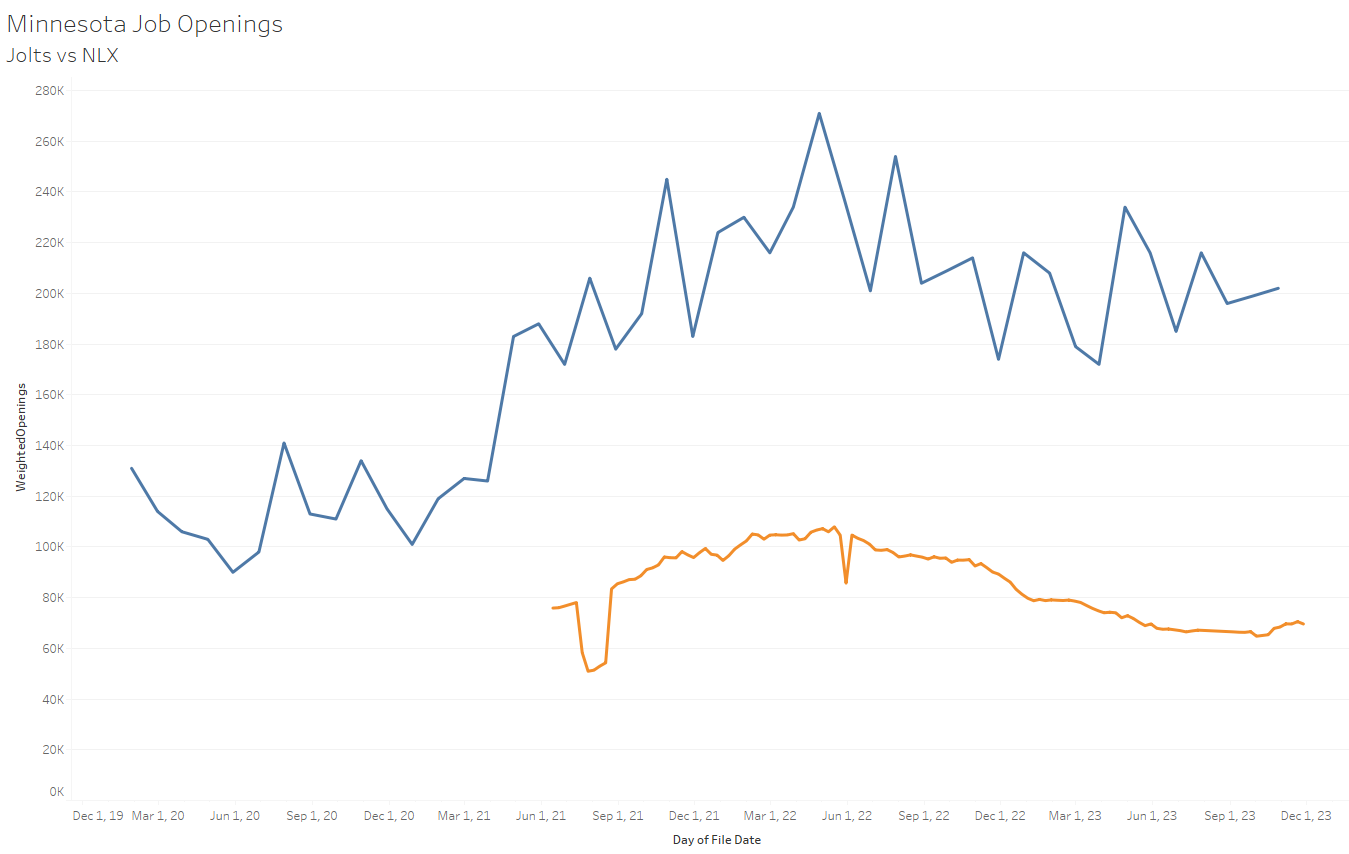 Minnesota Job Openings
Jolts vs NLX
280K
260K
240K
220K
200K
180K
160K
140K
120K
100K
80K
60K
40K
20K
0K
WeightedOpenings
Dec 1, 19 Mar 1, 20 Jun 1, 20 Sep 1, 20 Dec 1, 20 Mar 1, 21 Jun 1, 21 Sep 1, 21 Dec 1, 21 Mar 1, 22 Jun 1, 22 Sep 1, 22 Dec 1, 22 Mar 1, 23 Jun 1, 23 Sep 1, 23 Dec 1, 23
Day of File Date